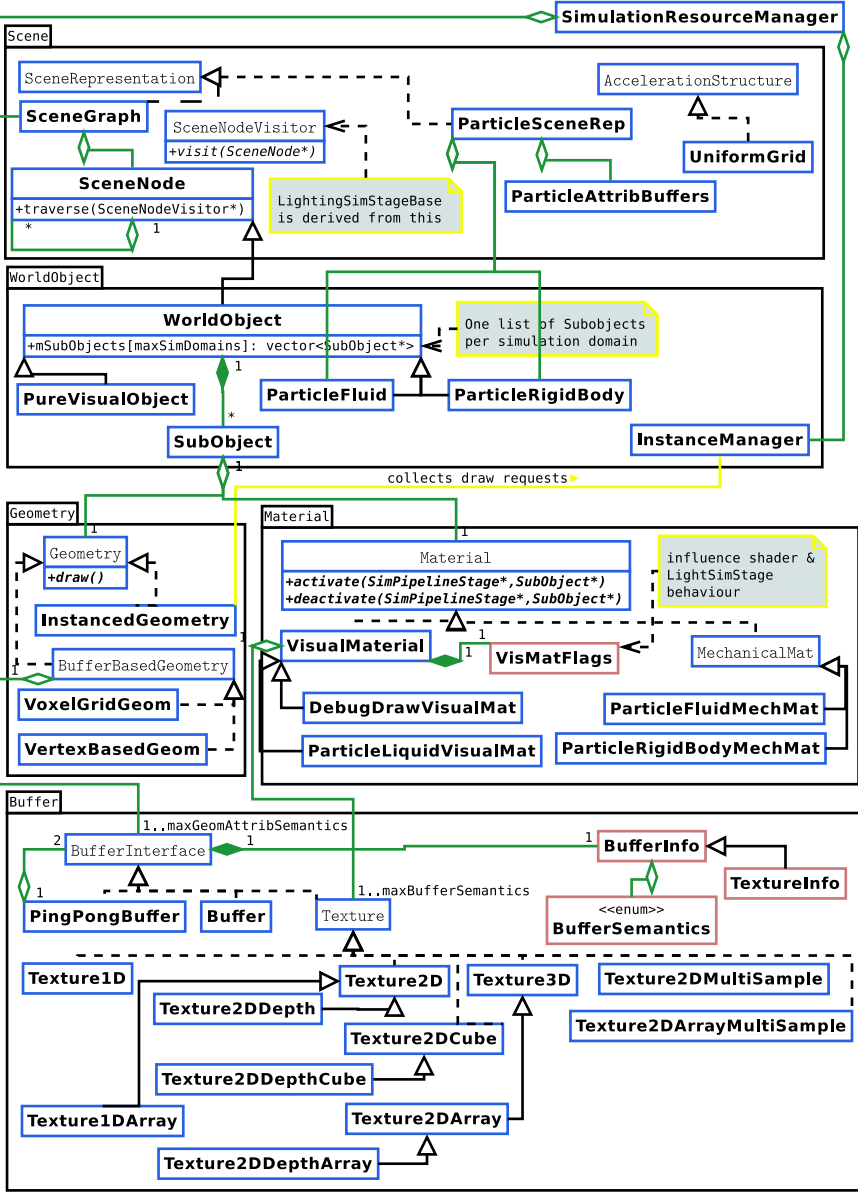 SimulationResourceManager
Scene
SceneRepresentation
AccelerationStructure
SceneGraph
SceneNodeVisitor
+visit(SceneNode*)
ParticleSceneRep
UniformGrid
SceneNode
+traverse(SceneNodeVisitor*)
*
1
LightingSimStageBase
is derived from this
ParticleAttribBuffers
WorldObject
WorldObject
+mSubObjects[maxSimDomains]: vector<SubObject*>
One list of Subobjects
per simulation domain
1
PureVisualObject
ParticleFluid
ParticleRigidBody
*
SubObject
InstanceManager
1
collects draw requests
Geometry
Material
1
1
Geometry
+draw()
Material
+activate(SimPipelineStage*,SubObject*)
+deactivate(SimPipelineStage*,SubObject*)
influence shader &
LightSimStage
behaviour
InstancedGeometry
1
VisualMaterial
1
1
VisMatFlags
MechanicalMat
1
BufferBasedGeometry
VoxelGridGeom
VertexBasedGeom
DebugDrawVisualMat
ParticleLiquidVisualMat
ParticleFluidMechMat
ParticleRigidBodyMechMat
Buffer
1..maxGeomAttribSemantics
2
BufferInterface
1
1
BufferInfo
TextureInfo
1
1..maxBufferSemantics
PingPongBuffer
Buffer
Texture
<<enum>>
BufferSemantics
Texture1D
Texture2D
Texture3D
Texture2DMultiSample
Texture2DDepth
Texture2DCube
Texture2DArrayMultiSample
Texture2DDepthCube
Texture1DArray
Texture2DArray
Texture2DDepthArray